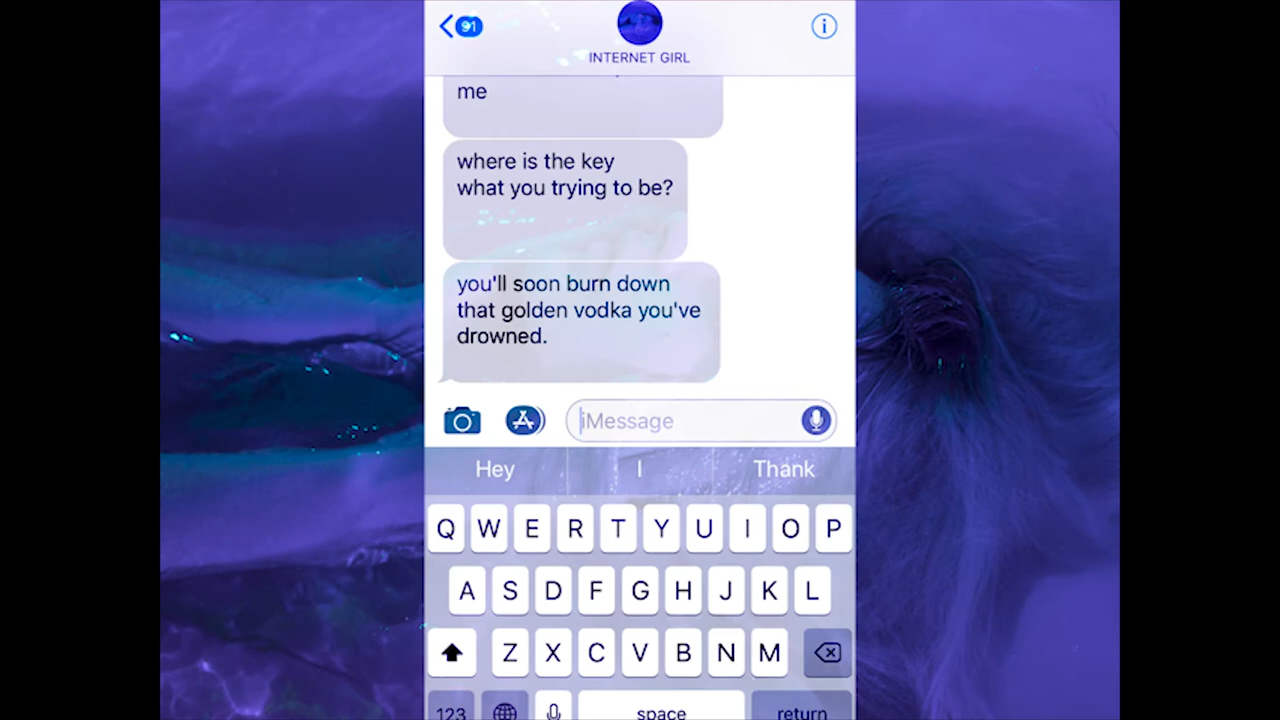 91
INTERNET GIRL
me
where is the key
what you trying to be?
you'll soon burn down
that golden vodka you've
drowned.
iMessage
Hey I Thank
Q W E R T Y U I O P
A S D F G H J K L
Z X C V B N M
123 space return